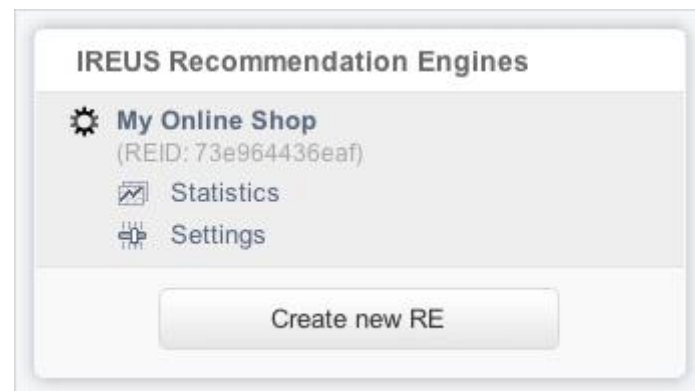 IREUS Recommendation Engines
My Online Shop
(REID: 73e964436eaf)
Statistics
Settings
Create new RE